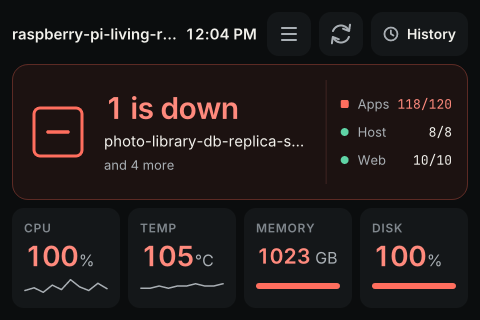 raspberry-pi-living-r... 12:04 PM History
1 is down
photo-library-db-replica-s...
and 4 more
Apps 118/120
Host 8/8
Web 10/10
CPU
100%
TEMP
105°C
MEMORY
1023 GB
DISK
100%